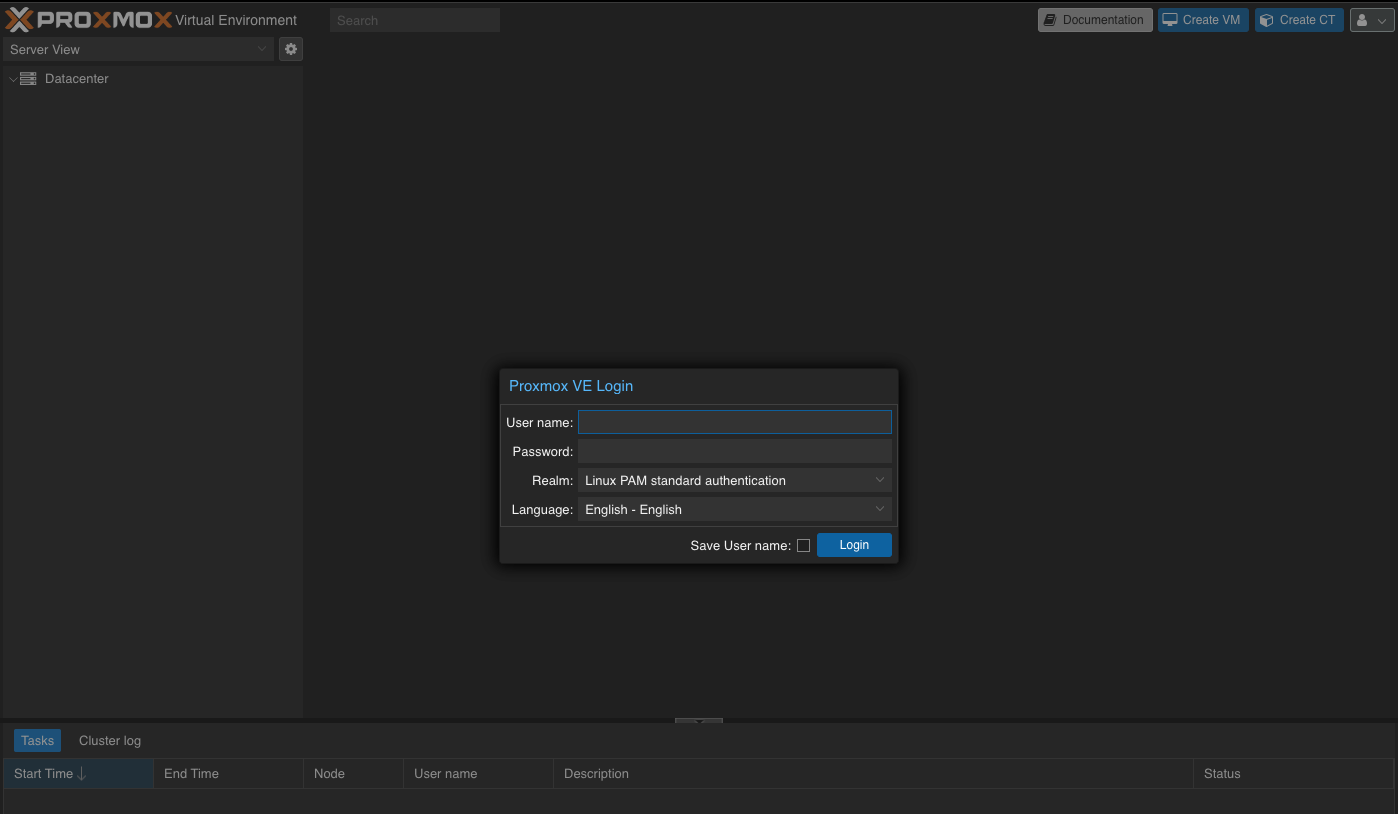 PROXMOX Virtual Environment Search Documentation Create VM Create CT
Server View
Datacenter
Proxmox VE Login
User name:
Password:
Realm: Linux PAM standard authentication
Language: English - English
Save User name: Login
Tasks Cluster log
Start Time End Time Node User name Description Status